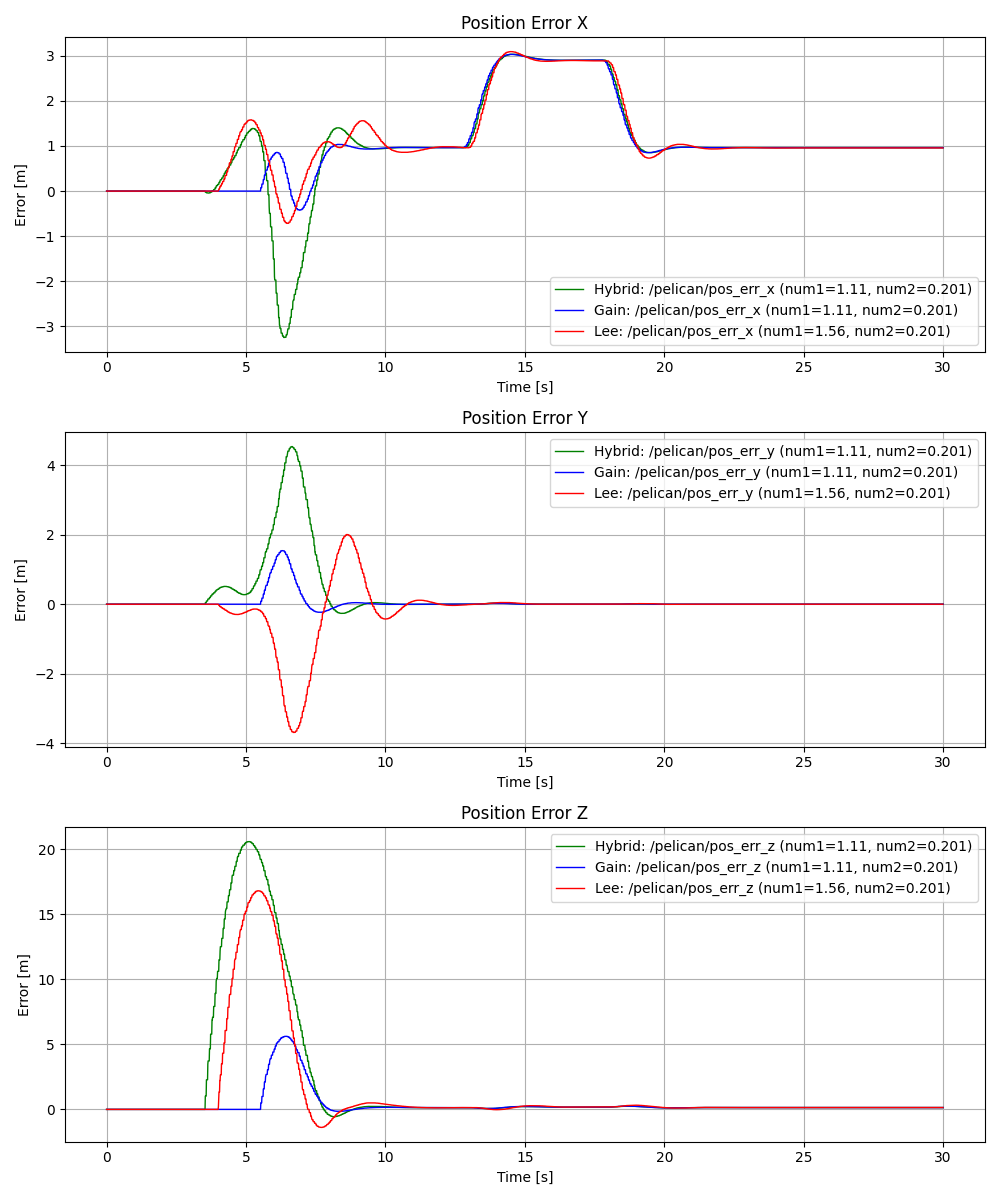 Position Error X
3
2
1
0
−1
−2
−3
Error [m]
Hybrid: /pelican/pos_err_x (num1=1.11, num2=0.201)
Gain: /pelican/pos_err_x (num1=1.11, num2=0.201)
Lee: /pelican/pos_err_x (num1=1.56, num2=0.201)
0 5 10 15 20 25 30
Time [s]
Position Error Y
4
2
0
−2
−4
Error [m]
Hybrid: /pelican/pos_err_y (num1=1.11, num2=0.201)
Gain: /pelican/pos_err_y (num1=1.11, num2=0.201)
Lee: /pelican/pos_err_y (num1=1.56, num2=0.201)
0 5 10 15 20 25 30
Time [s]
Position Error Z
20
15
10
5
0
Error [m]
Hybrid: /pelican/pos_err_z (num1=1.11, num2=0.201)
Gain: /pelican/pos_err_z (num1=1.11, num2=0.201)
Lee: /pelican/pos_err_z (num1=1.56, num2=0.201)
0 5 10 15 20 25 30
Time [s]